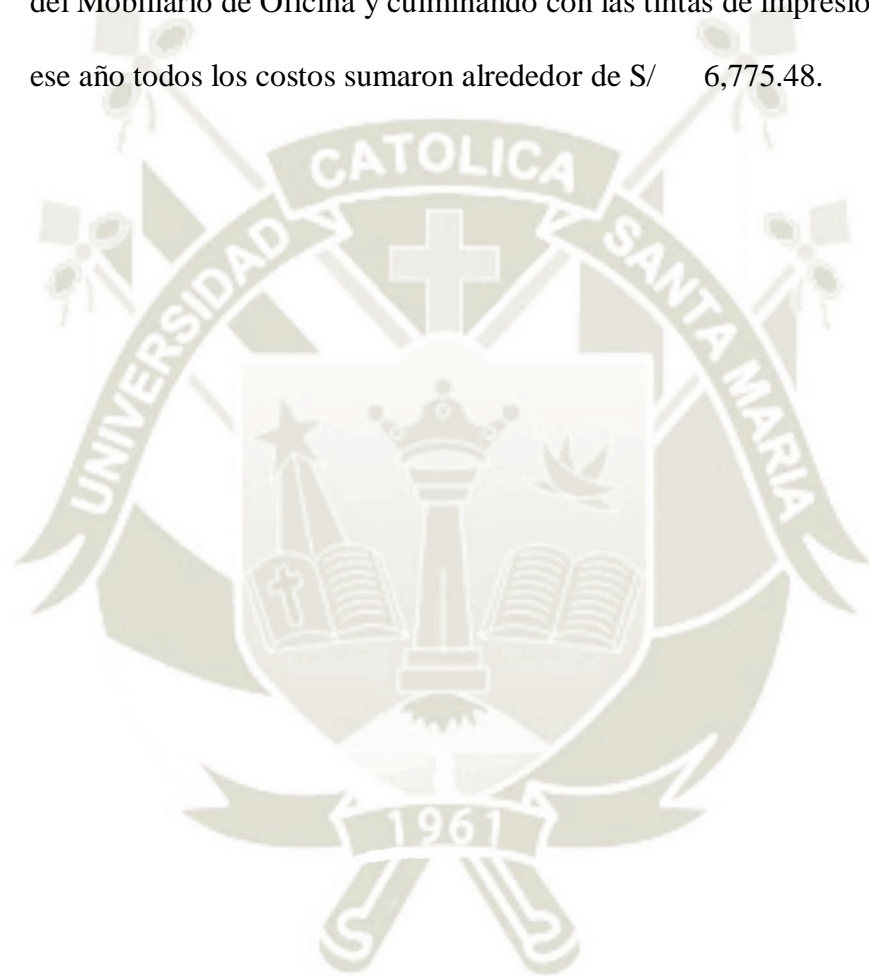 del Mobiliario de Oficina y culminando con las tintas de
ese año todos los costos sumaron alrededor de S/ 6,775.48.
CATOLICA
UNIVERSIDAD
SANTA MARIA
1961